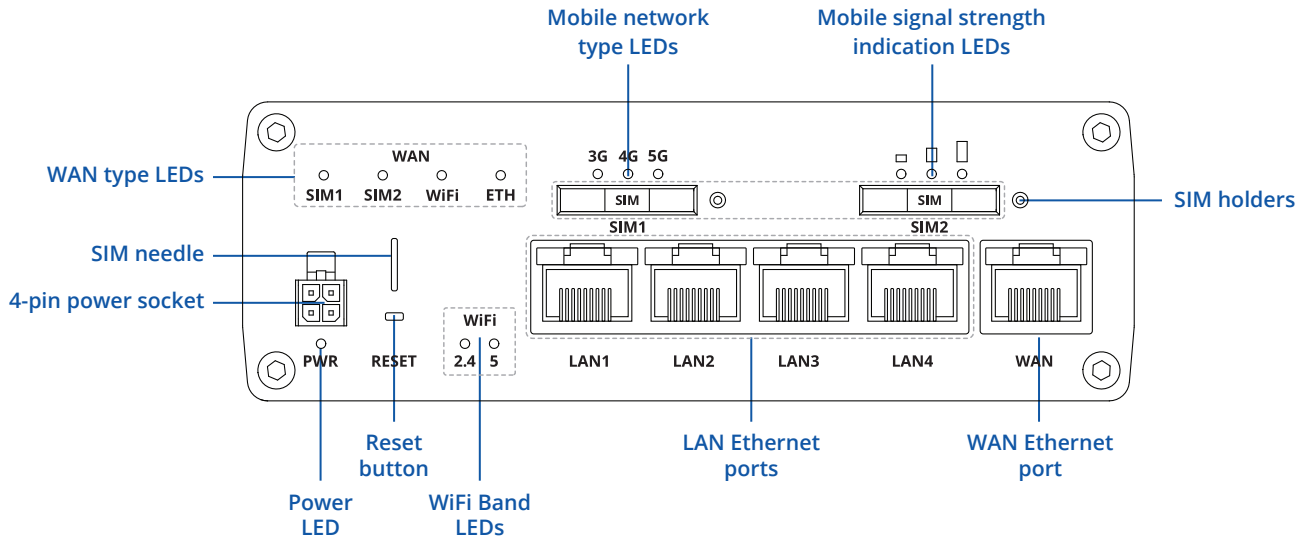 Mobile network
type LEDs
Mobile signal strength
indication LEDs
WAN type LEDs
WAN
SIM1 SIM2 WiFi ETH
3G 4G 5G
SIM
SIM1
SIM
SIM2
SIM holders
SIM needle
4-pin power socket
PWR
RESET
WiFi
2.4 5
LAN1
LAN2
LAN3
LAN4
WAN
Reset
button
LAN Ethernet
ports
WAN Ethernet
port
Power
LED
WiFi Band
LEDs